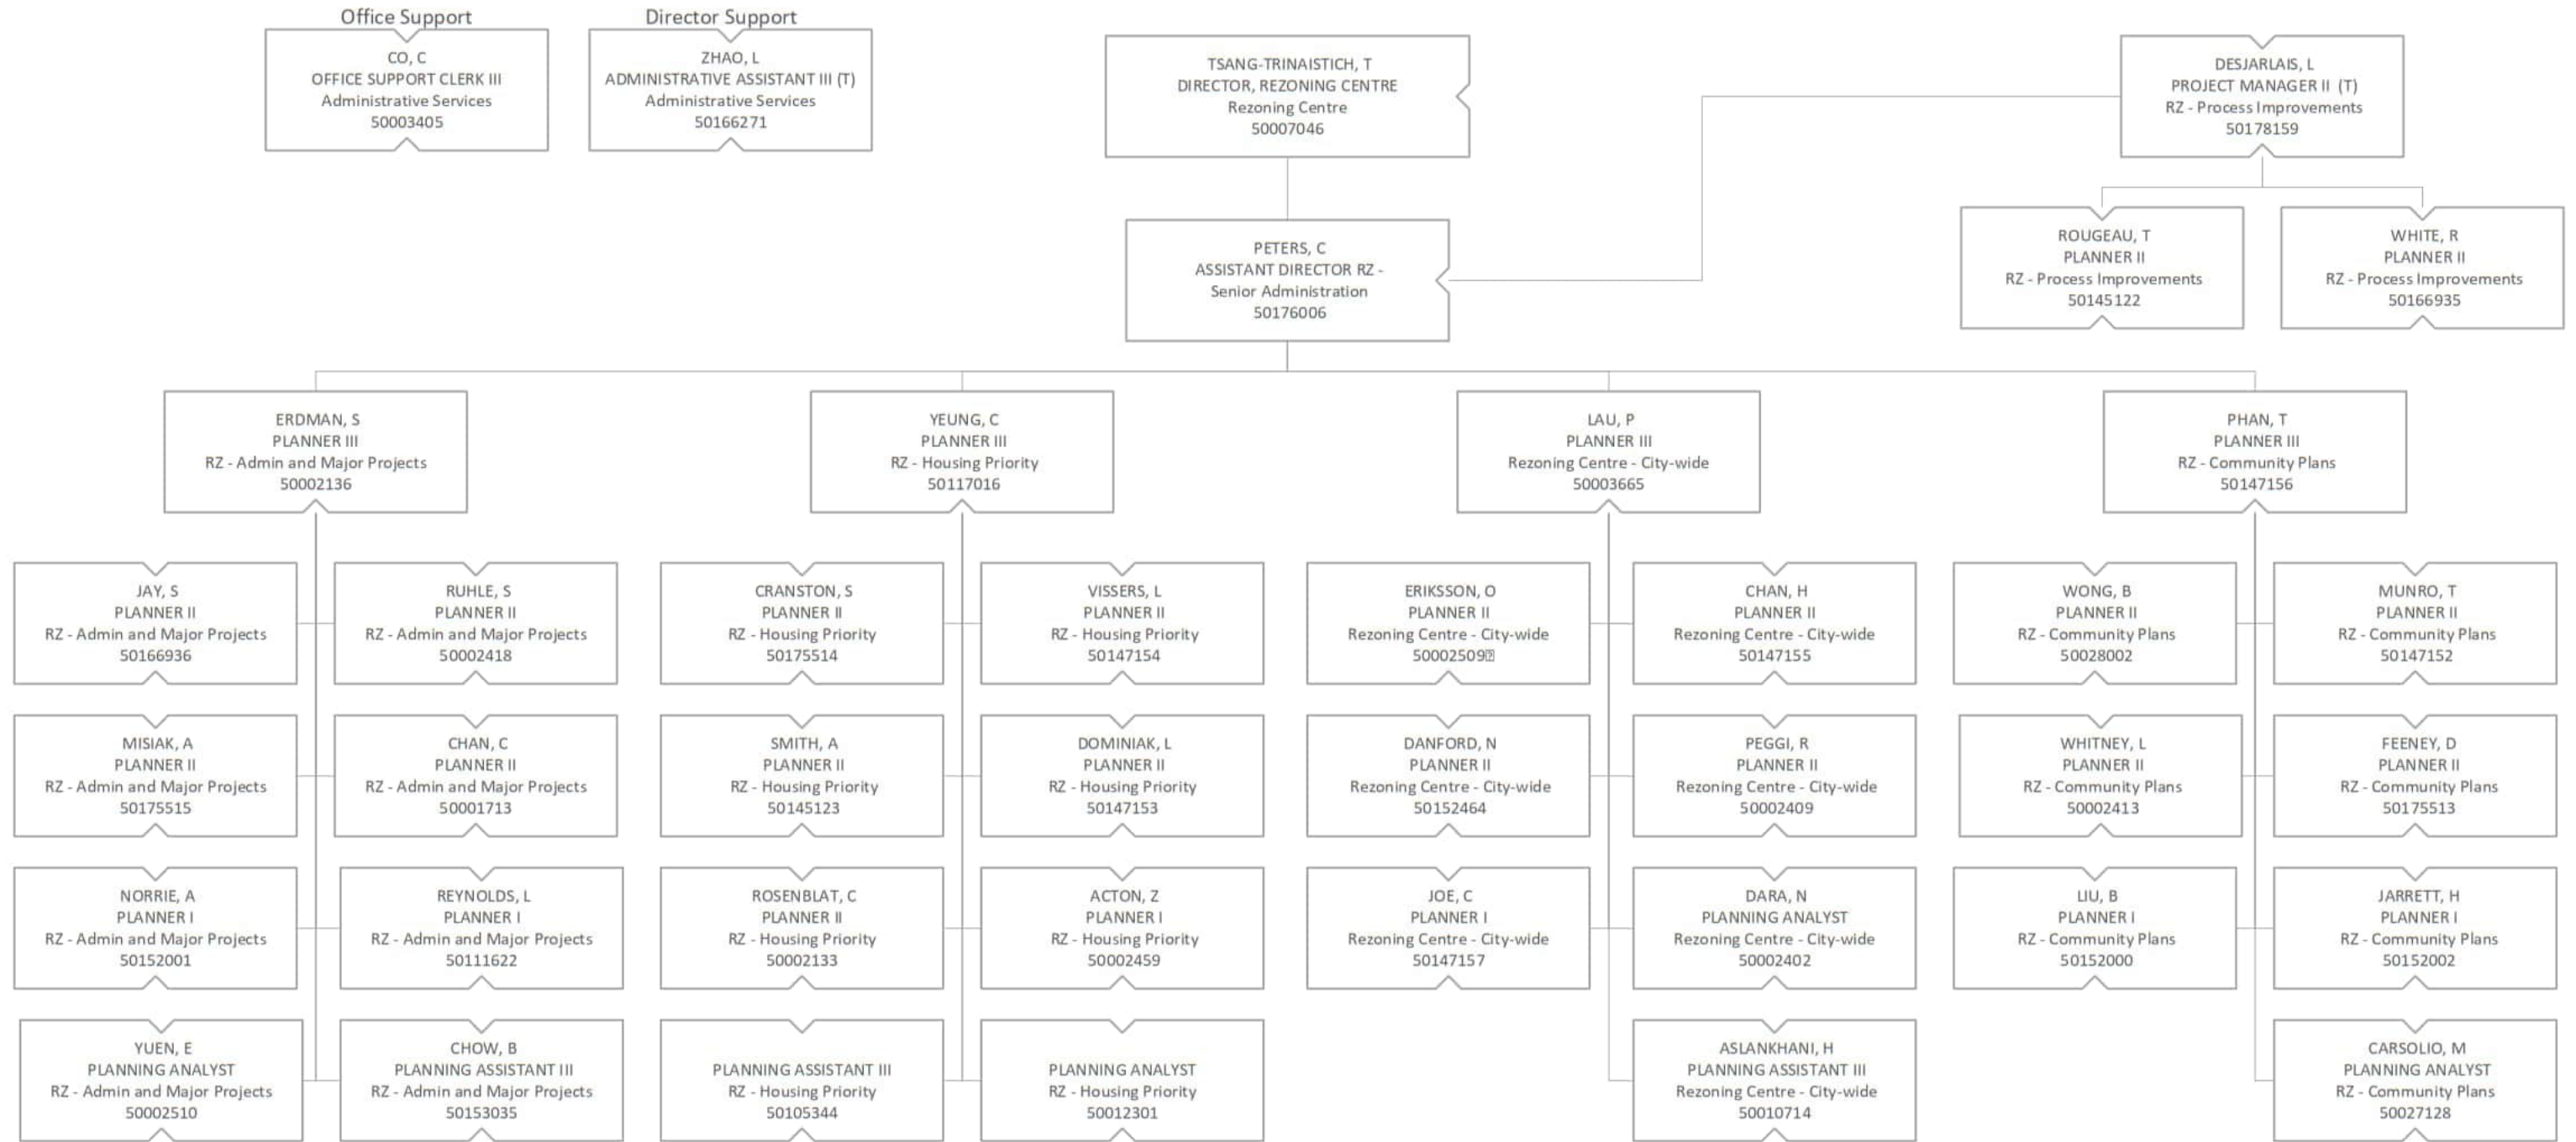 Office Support
CO, C
OFFICE SUPPORT CLERK III
Administrative Services
50003405
Director Support
ZHAO, L
ADMINISTRATIVE ASSISTANT III (T)
Administrative Services
50166271
TSANG-TRINAISTICH, T
DIRECTOR, REZONING CENTRE
Rezoning Centre
50007046
DESJARLAIS, L
PROJECT MANAGER II (T)
RZ - Process Improvements
50178159
PETERS, C
ASSISTANT DIRECTOR RZ -
Senior Administration
50176006
ROUGEAU, T
PLANNER II
RZ - Process Improvements
50145122
WHITE, R
PLANNER II
RZ - Process Improvements
50166935
ERDMAN, S
PLANNER III
RZ - Admin and Major Projects
50002136
YEUNG, C
PLANNER III
RZ - Housing Priority
50117016
LAU, P
PLANNER III
Rezoning Centre - City-wide
50003665
PHAN, T
PLANNER III
RZ - Community Plans
50147156
JAY, S
PLANNER II
RZ - Admin and Major Projects
50166936
RUHLE, S
PLANNER II
RZ - Admin and Major Projects
50002418
CRANSTON, S
PLANNER II
RZ - Housing Priority
50175514
VISSERS, L
PLANNER II
RZ - Housing Priority
50147154
ERIKSSON, O
PLANNER II
Rezoning Centre - City-wide
50002509
CHAN, H
PLANNER II
Rezoning Centre - City-wide
50147155
WONG, B
PLANNER II
RZ - Community Plans
50028002
MUNRO, T
PLANNER II
RZ - Community Plans
50147152
MISIAK, A
PLANNER II
RZ - Admin and Major Projects
50175515
CHAN, C
PLANNER II
RZ - Admin and Major Projects
50001713
SMITH, A
PLANNER II
RZ - Housing Priority
50145123
DOMINIAK, L
PLANNER II
RZ - Housing Priority
50147153
DANFORD, N
PLANNER II
Rezoning Centre - City-wide
50152464
PEGGI, R
PLANNER II
Rezoning Centre - City-wide
50002409
WHITNEY, L
PLANNER II
RZ - Community Plans
50002413
FEENEY, D
PLANNER II
RZ - Community Plans
50175513
NORRIE, A
PLANNER I
RZ - Admin and Major Projects
50152001
REYNOLDS, L
PLANNER I
RZ - Admin and Major Projects
50111622
ROSENBLAT, C
PLANNER II
RZ - Housing Priority
50002133
ACTON, Z
PLANNER I
RZ - Housing Priority
50002459
JOE, C
PLANNER I
Rezoning Centre - City-wide
50147157
DARA, N
PLANNING ANALYST
Rezoning Centre - City-wide
50002402
LIU, B
PLANNER I
RZ - Community Plans
50152000
JARRETT, H
PLANNER I
RZ - Community Plans
50152002
YUEN, E
PLANNING ANALYST
RZ - Admin and Major Projects
50002510
CHOW, B
PLANNING ASSISTANT III
RZ - Admin and Major Projects
50153035
PLANNING ASSISTANT III
RZ - Housing Priority
50105344
PLANNING ANALYST
RZ - Housing Priority
50012301
ASLANKHANI, H
PLANNING ASSISTANT III
Rezoning Centre - City-wide
50010714
CARSOLIO, M
PLANNING ANALYST
RZ - Community Plans
50027128